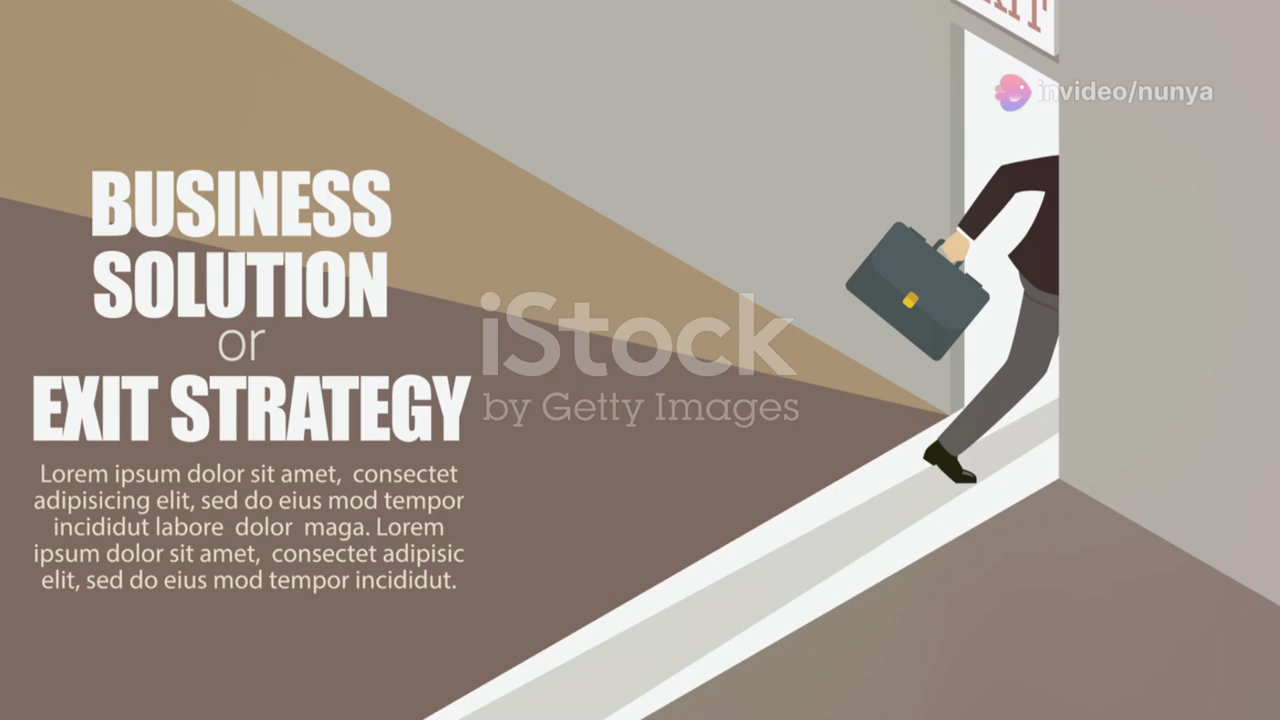 BUSINESS
SOLUTION
or
EXIT STRATEGY
Lorem ipsum dolor sit amet,  consectet
adipisicing elit, sed do eius mod tempor
incididut labore  dolor  maga. Lorem
ipsum dolor sit amet,  consectet adipisic
elit, sed do eius mod tempor incididut.
iStock
by Getty Images
invideo/nunya